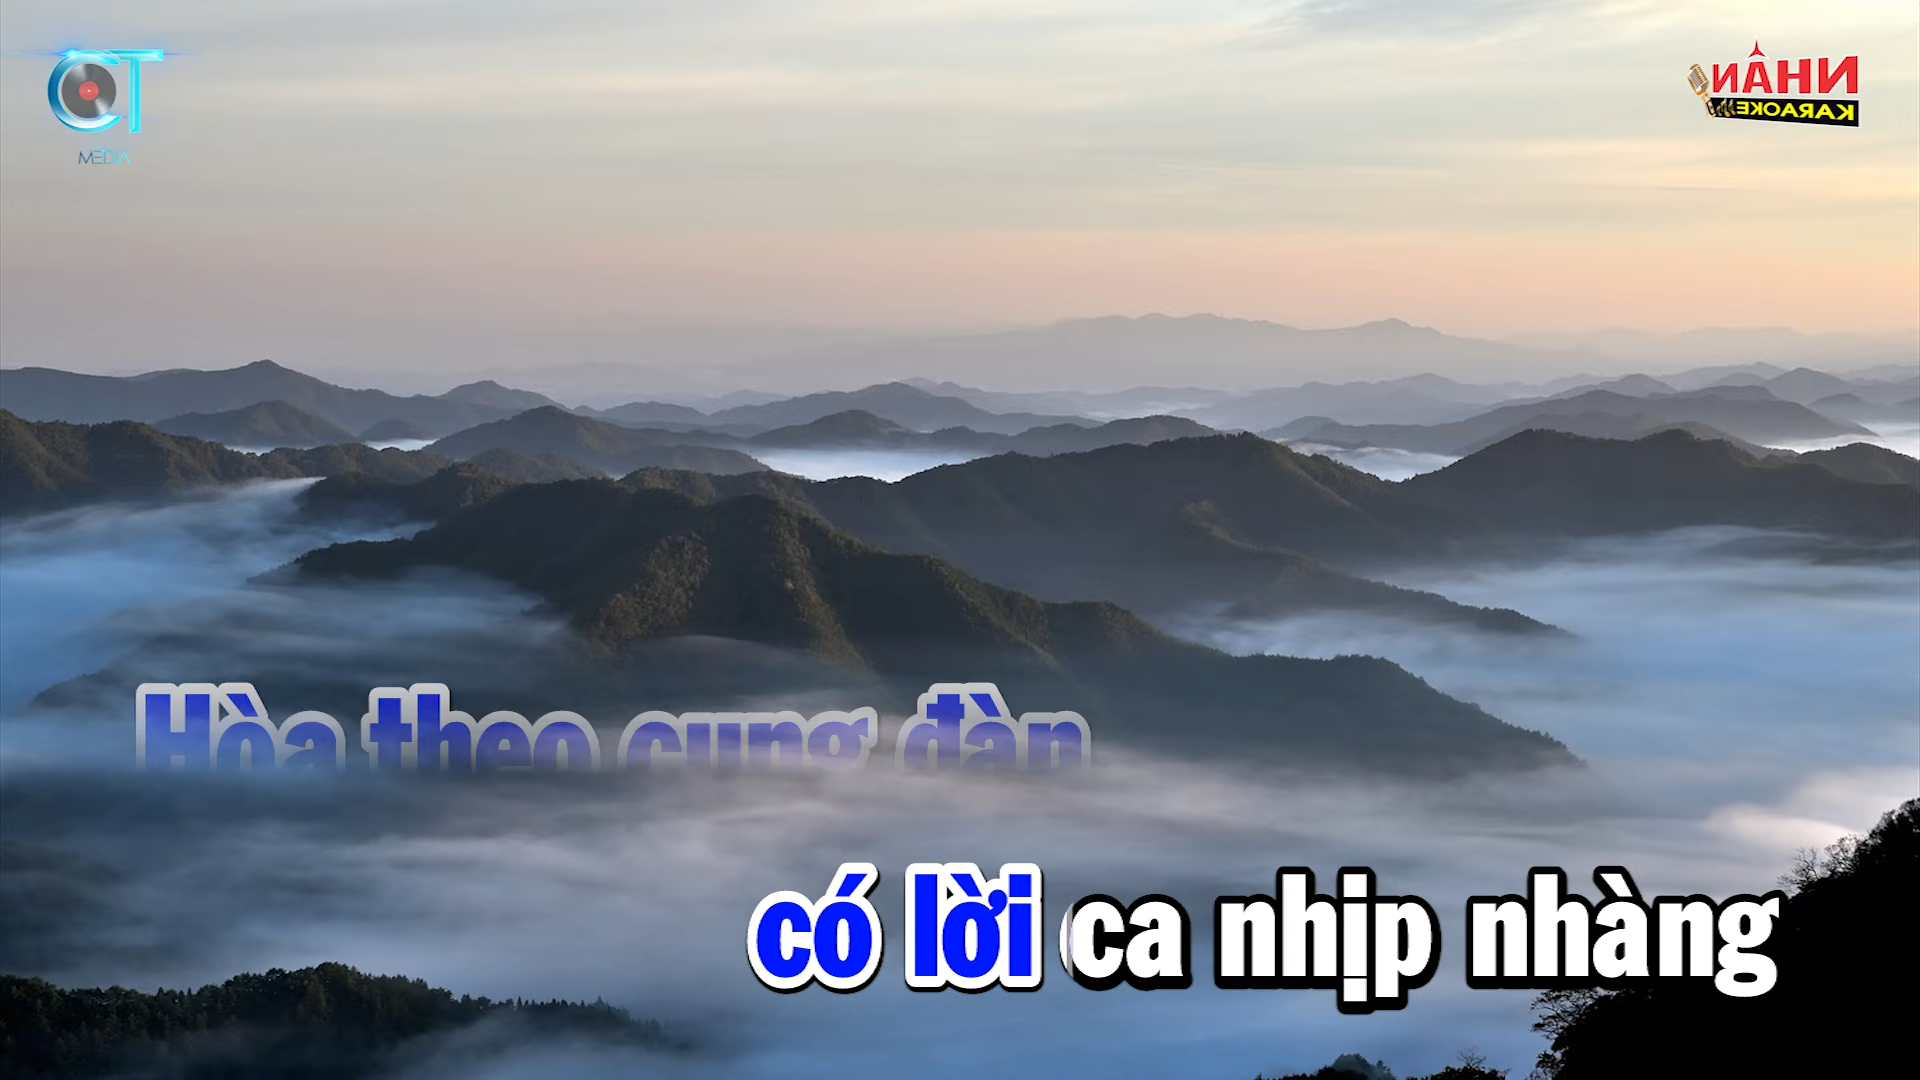 CT
MEDIA
NHÂN
KARAOKE
Hòa theo cung đàn
có lời ca nhịp nhàng